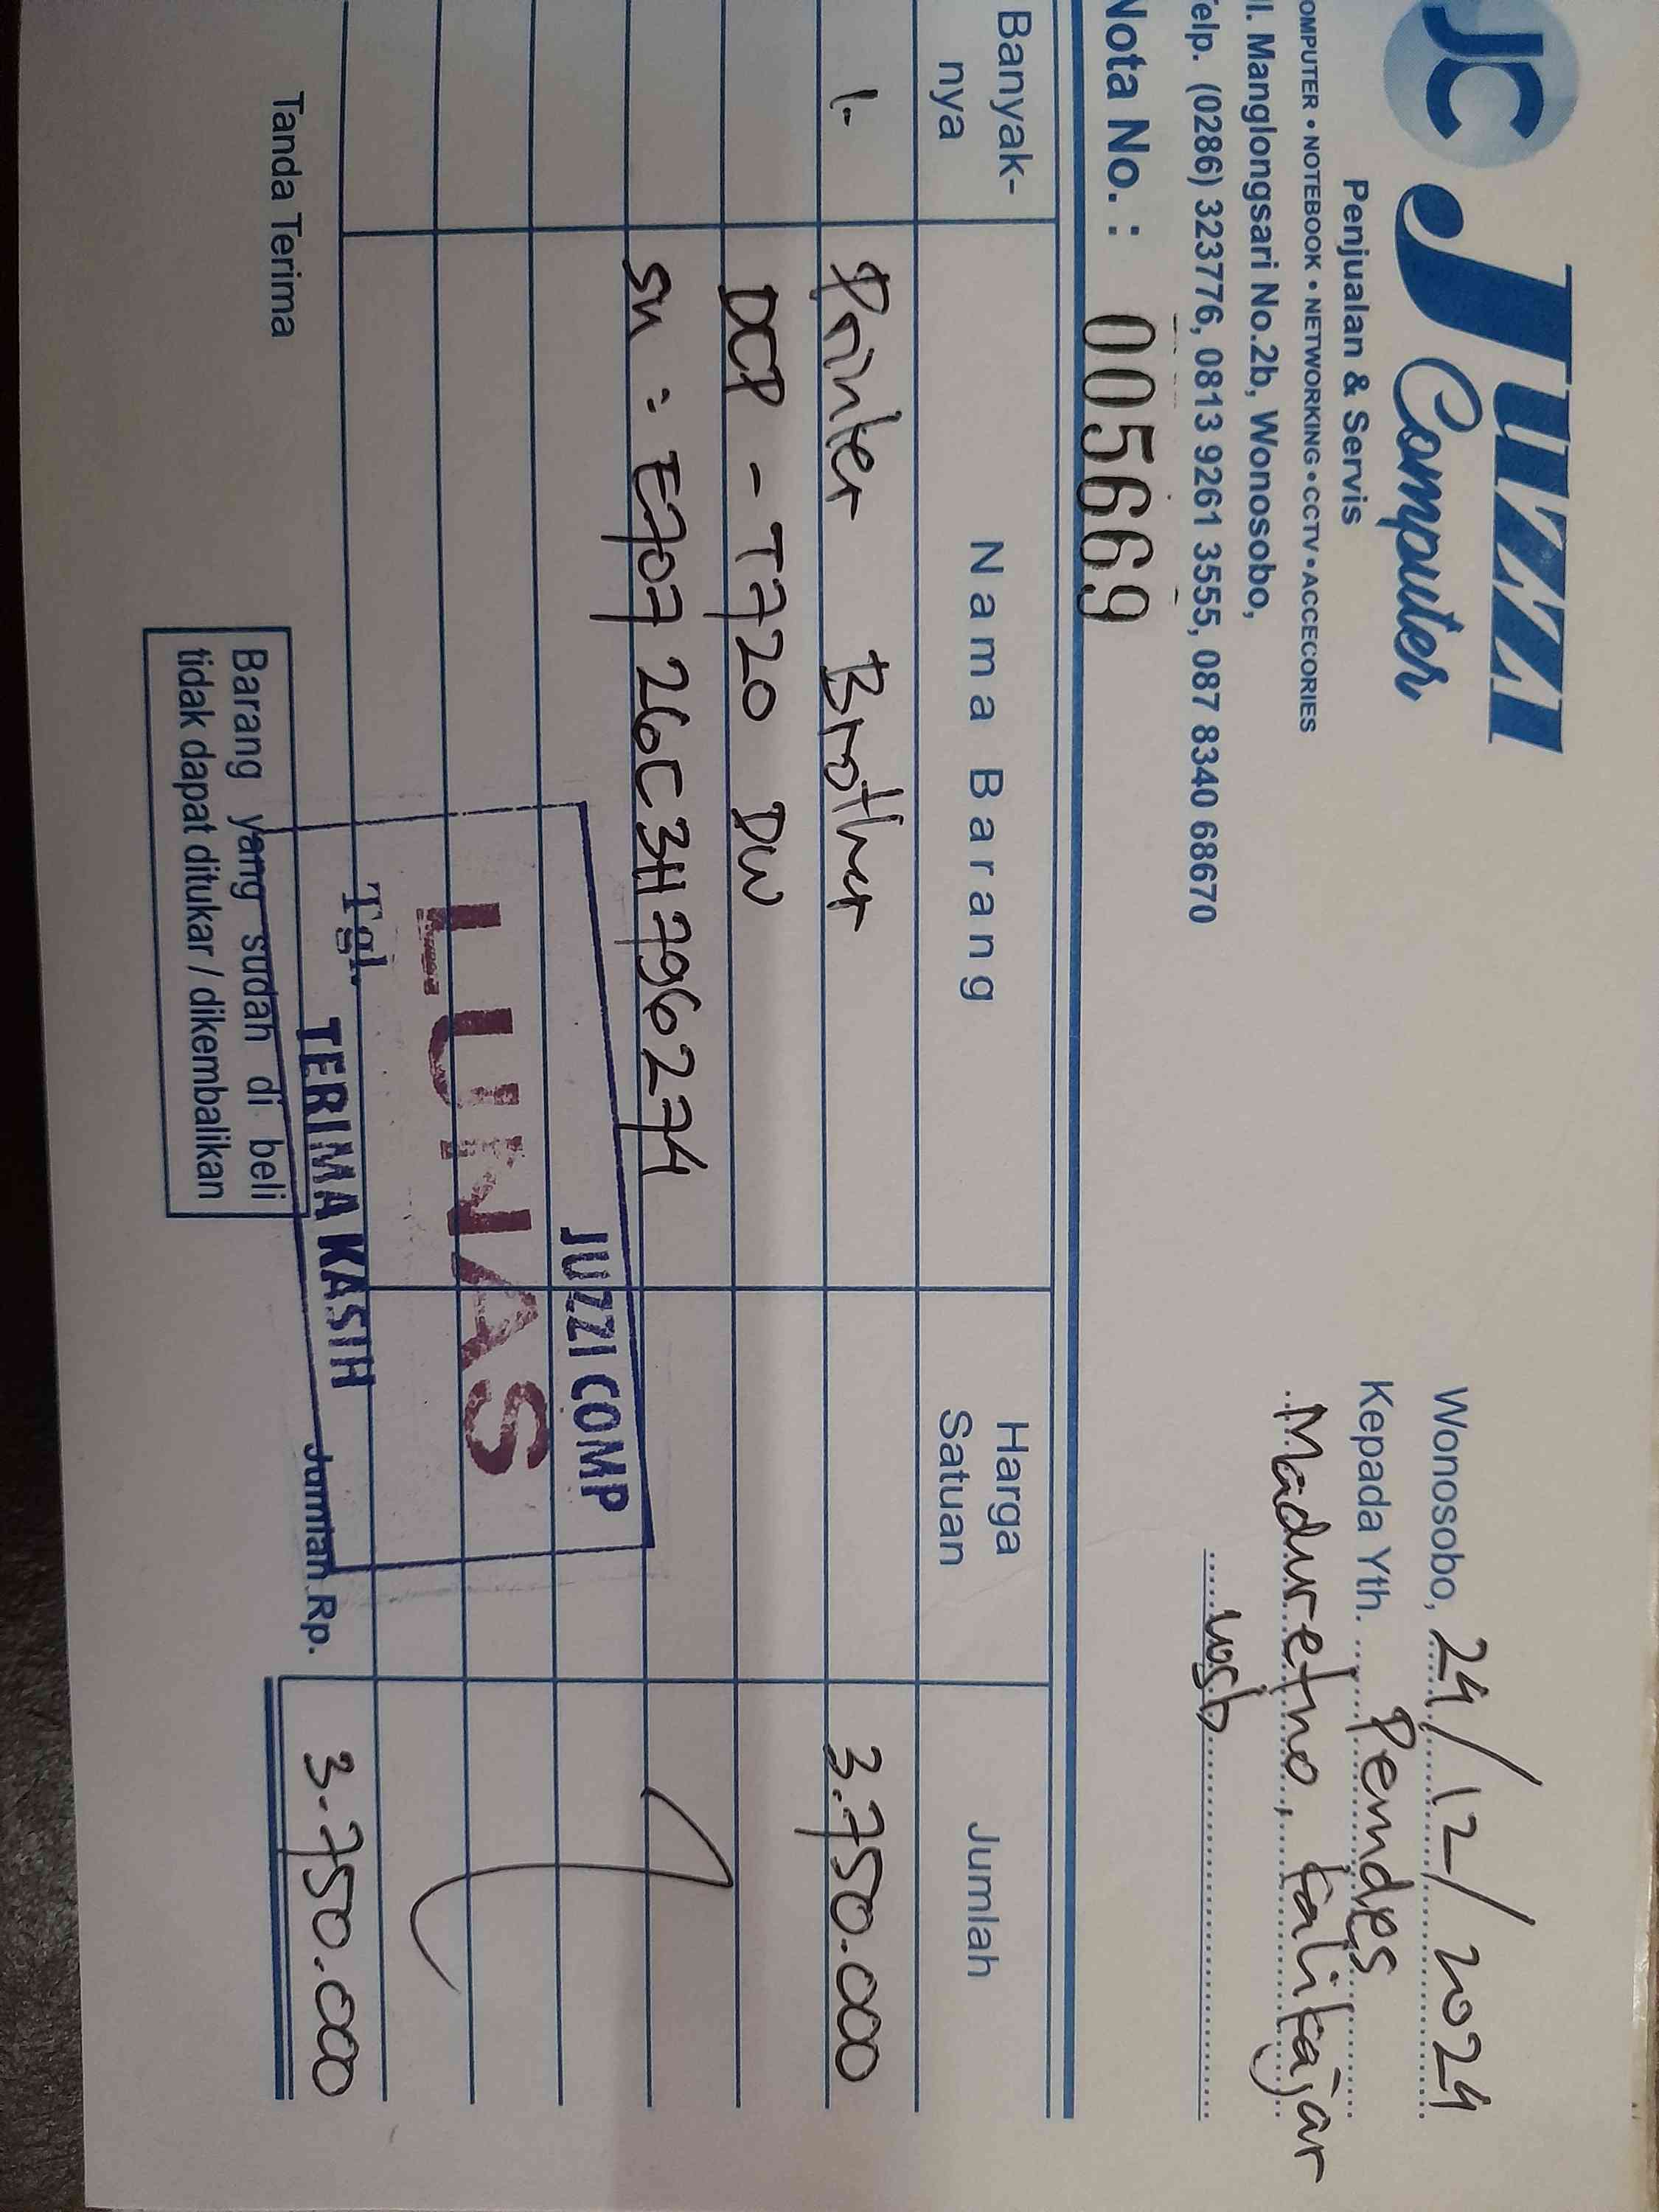 JC JUZZI
Computer
Penjualan & Servis
OMPUTER • NOTEBOOK • NETWORKING • CCTV • ACCECORIES
Jl. Manglongsari No.2b, Wonosobo,
elp. (0286) 323776, 0813 9261 3555, 087 8340 68670
Nota No. : 005669
Wonosobo, 24/12/2024
Kepada Yth. Pemdes
Maduretno, Kalikajar
Wsb
Banyak-nya Nama Barang Harga Satuan Jumlah
1. Printer Brother 3.750.000
DCP - T720 DW
SN : E70726C3H796274
JUZZI COMP
LUNAS
Tgl.
TERIMA KASIH
Tanda Terima
Jumlah Rp. 3.750.000
Barang yang sudah di beli
tidak dapat ditukar / dikembalikan